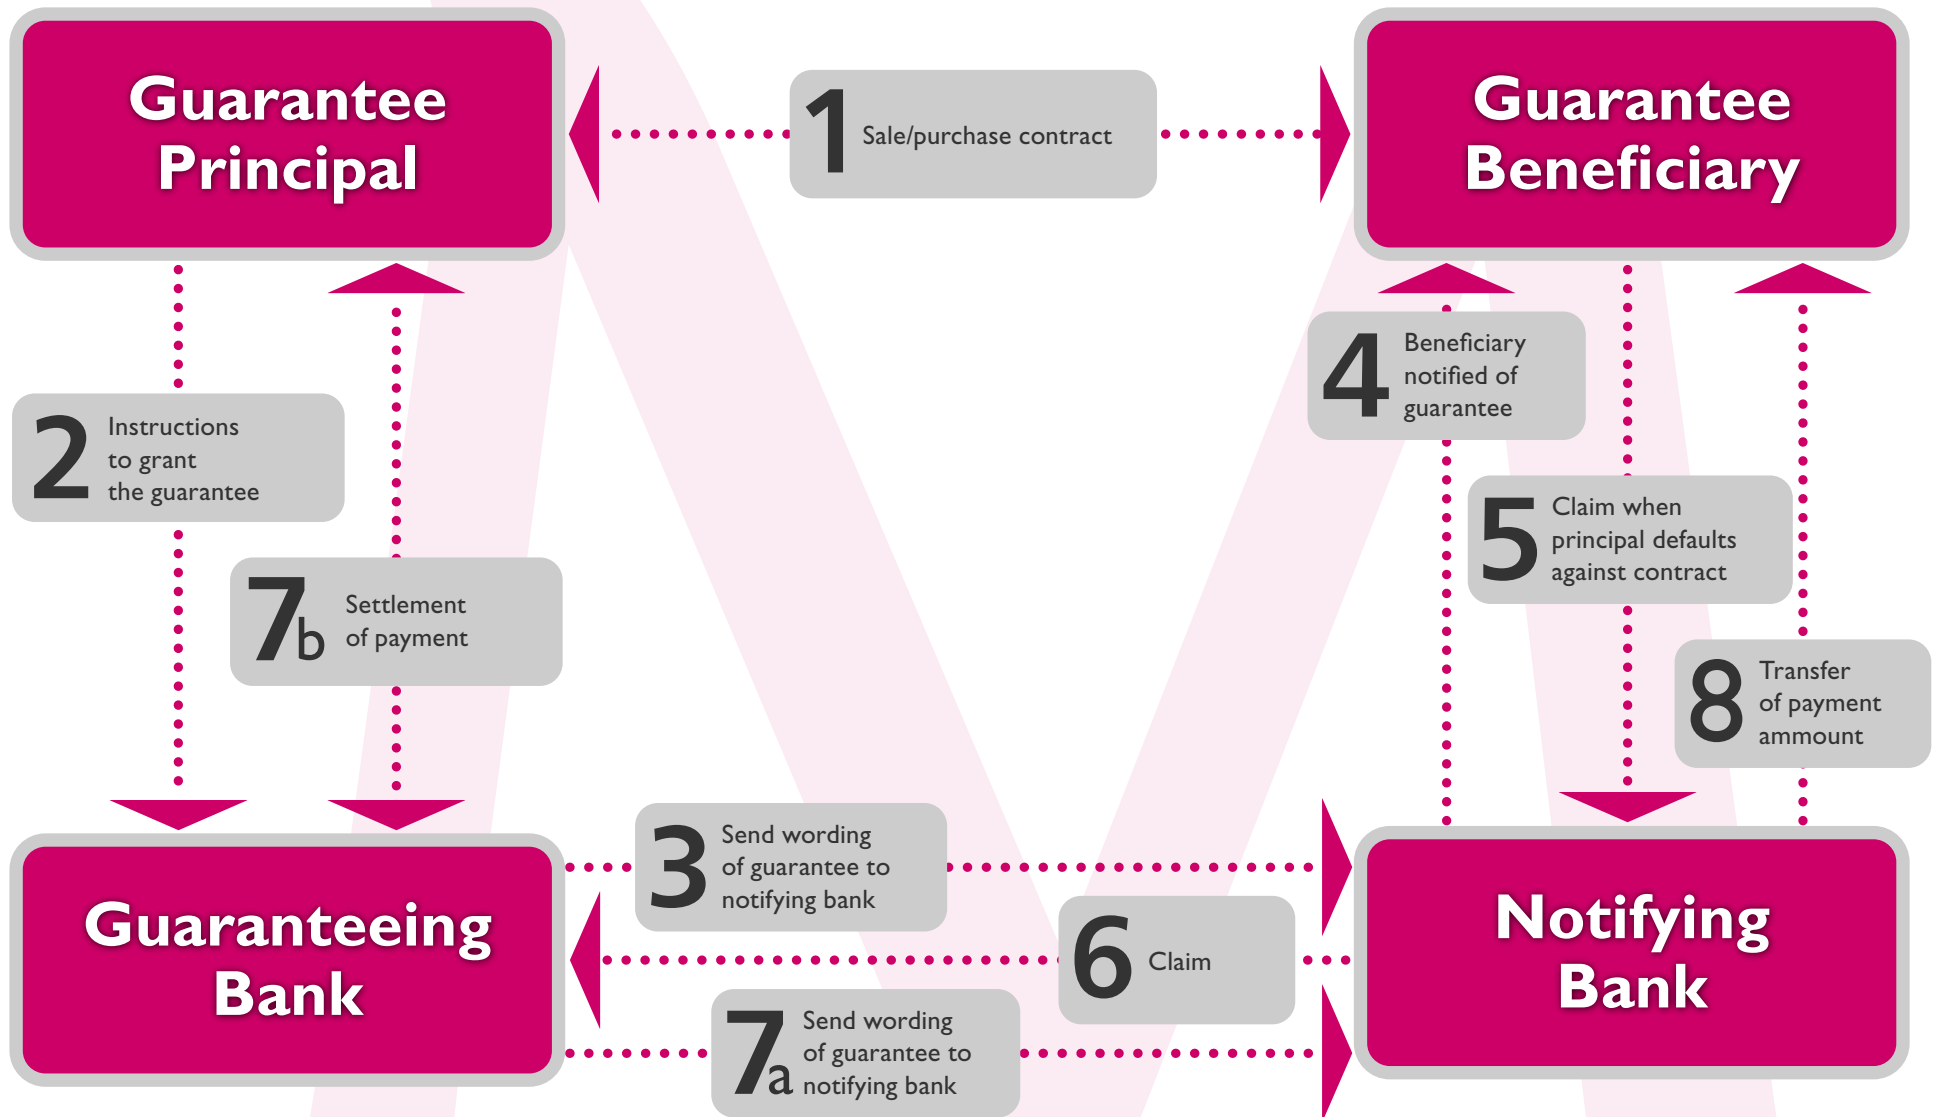 Guarantee
Principal
1
Sale/purchase contract
Guarantee
Beneficiary
2
Instructions
to grant
the guarantee
7b
Settlement
of payment
4
Beneficiary
notified of
guarantee
5
Claim when
principal defaults
against contract
8
Transfer
of payment
ammount
Guaranteeing
Bank
3
Send wording
of guarantee to
notifying bank
6
Claim
7a
Send wording
of guarantee to
notifying bank
Notifying
Bank